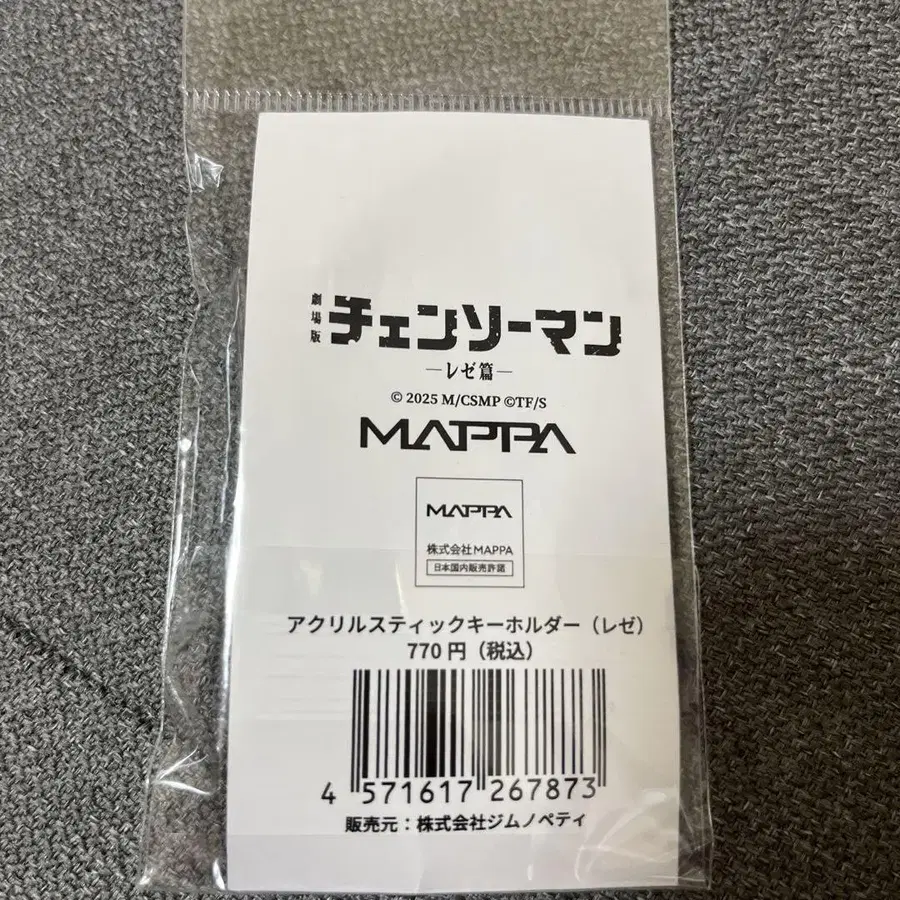 劇場版
チェンソーマン
—レゼ篇—
© 2025 M/CSMP ©TF/S
MAPPA
MAPPA
株式会社MAPPA
日本国内販売許諾
アクリルスティックキーホルダー（レゼ）
770 円（税込）
4 571617 267873
販売元：株式会社ジムノペティ